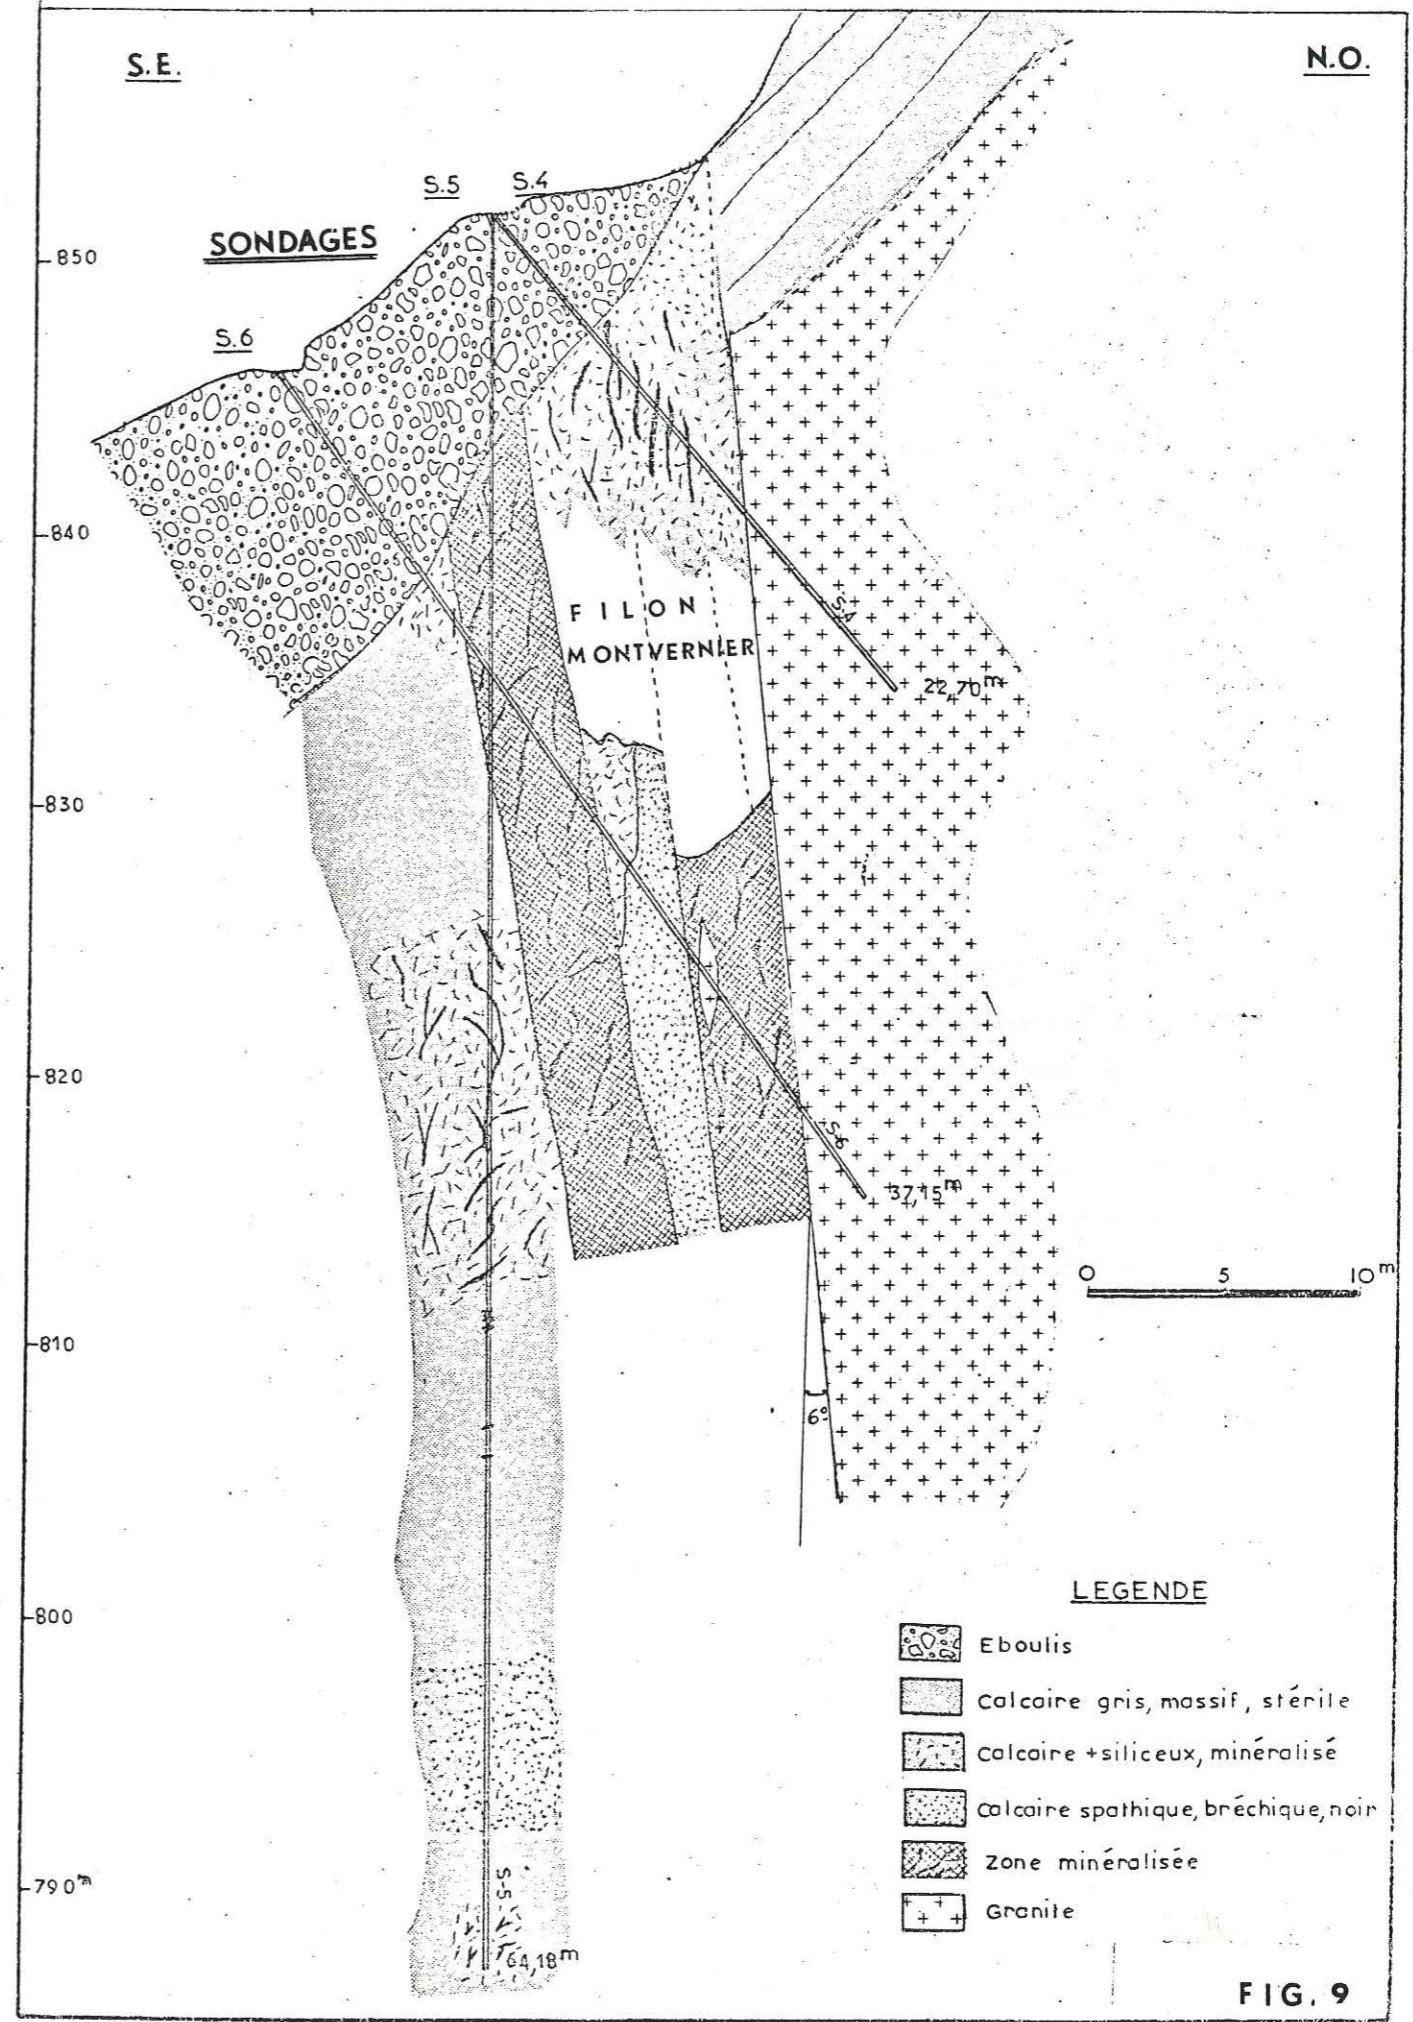 S.E.
N.O.
S.5
S.4
SONDAGES
850
S.6
840
FILON
MONTVERNIER
S-4
22,70m
830
820
S-6
37,15m
0 5 10m
810
6°
LEGENDE
800
Eboulis
Calcaire gris, massif, stérile
Calcaire +siliceux, minéralisé
Calcaire spathique, bréchique, noir
Zone minéralisée
790m
S-5
Granite
64,18m
FIG. 9